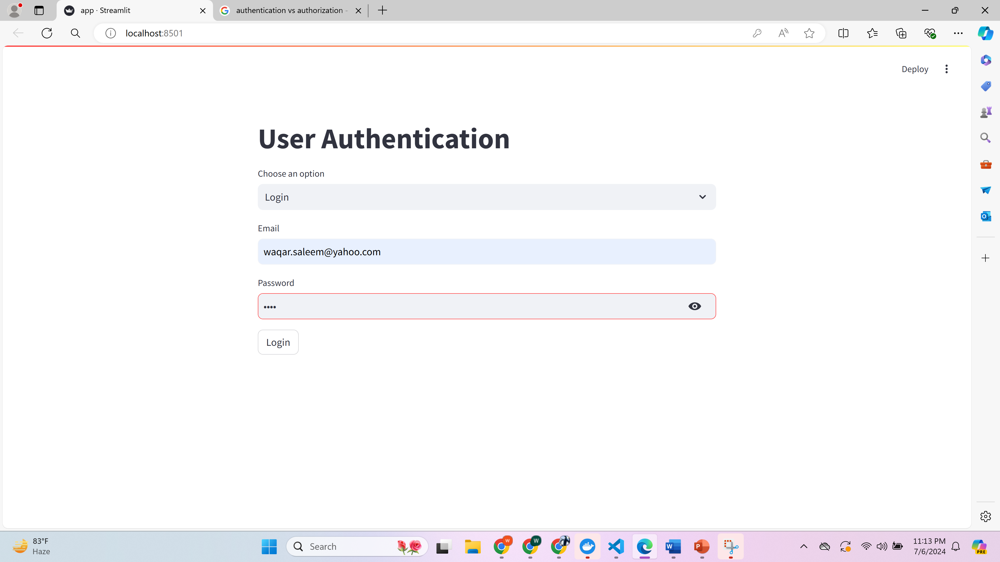 app · Streamlit
authentication vs authorization -
localhost:8501
Deploy
User Authentication
Choose an option
Login
Email
waqar.saleem@yahoo.com
Password
••••
Login
83°F
Haze
Search
W
W
W
P
11:13 PM
7/6/2024
PRE